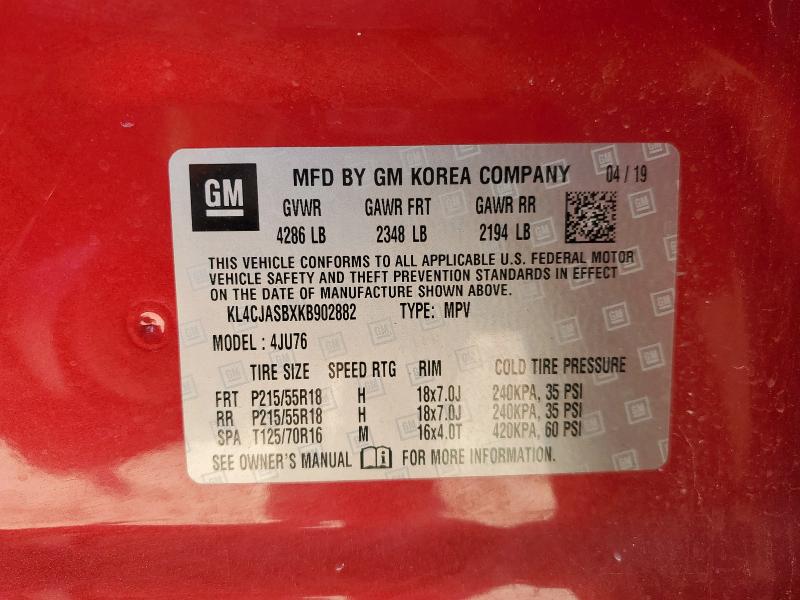 GM MFD BY GM KOREA COMPANY 04 / 19
GVWR GAWR FRT GAWR RR
4286 LB 2348 LB 2194 LB
THIS VEHICLE CONFORMS TO ALL APPLICABLE U.S. FEDERAL MOTOR
VEHICLE SAFETY AND THEFT PREVENTION STANDARDS IN EFFECT
ON THE DATE OF MANUFACTURE SHOWN ABOVE.
KL4CJASBXKB902882 TYPE: MPV
MODEL : 4JU76
TIRE SIZE SPEED RTG RIM COLD TIRE PRESSURE
FRT P215/55R18 H 18x7.0J 240KPA, 35 PSI
RR P215/55R18 H 18x7.0J 240KPA, 35 PSI
SPA T125/70R16 M 16x4.0T 420KPA, 60 PSI
SEE OWNER'S MANUAL FOR MORE INFORMATION.